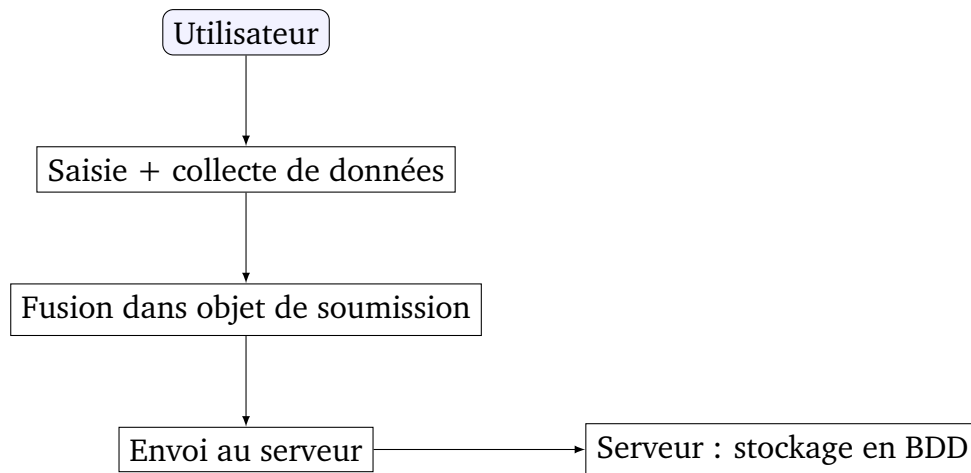 Utilisateur
Saisie + collecte de données
Fusion dans objet de soumission
Envoi au serveur
Serveur : stockage en BDD